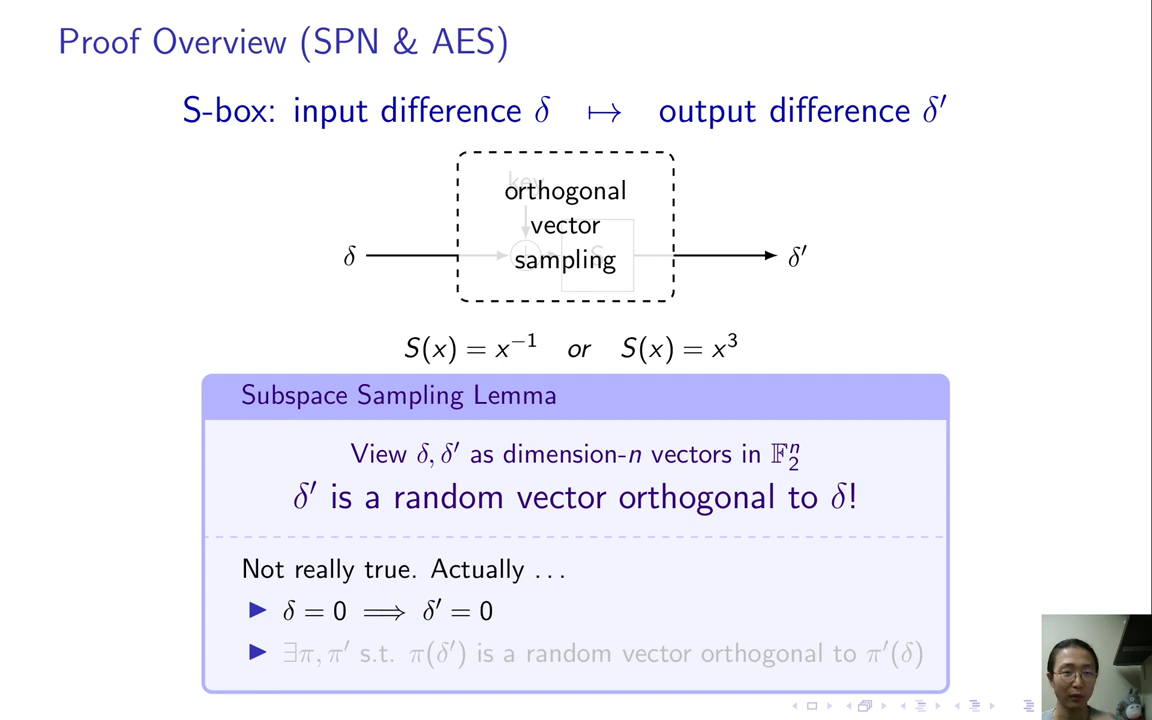 Proof Overview (SPN & AES)
S-box: input difference δ ↦ output difference δ′
key
orthogonal
vector
δ
sampling
δ′
S(x) = x⁻¹ or S(x) = x³
Subspace Sampling Lemma
View δ, δ′ as dimension-n vectors in 𝔽₂ⁿ
δ′ is a random vector orthogonal to δ!
Not really true. Actually ...
▶ δ = 0 ⟹ δ′ = 0
▶ ∃π, π′ s.t. π(δ′) is a random vector orthogonal to π′(δ)